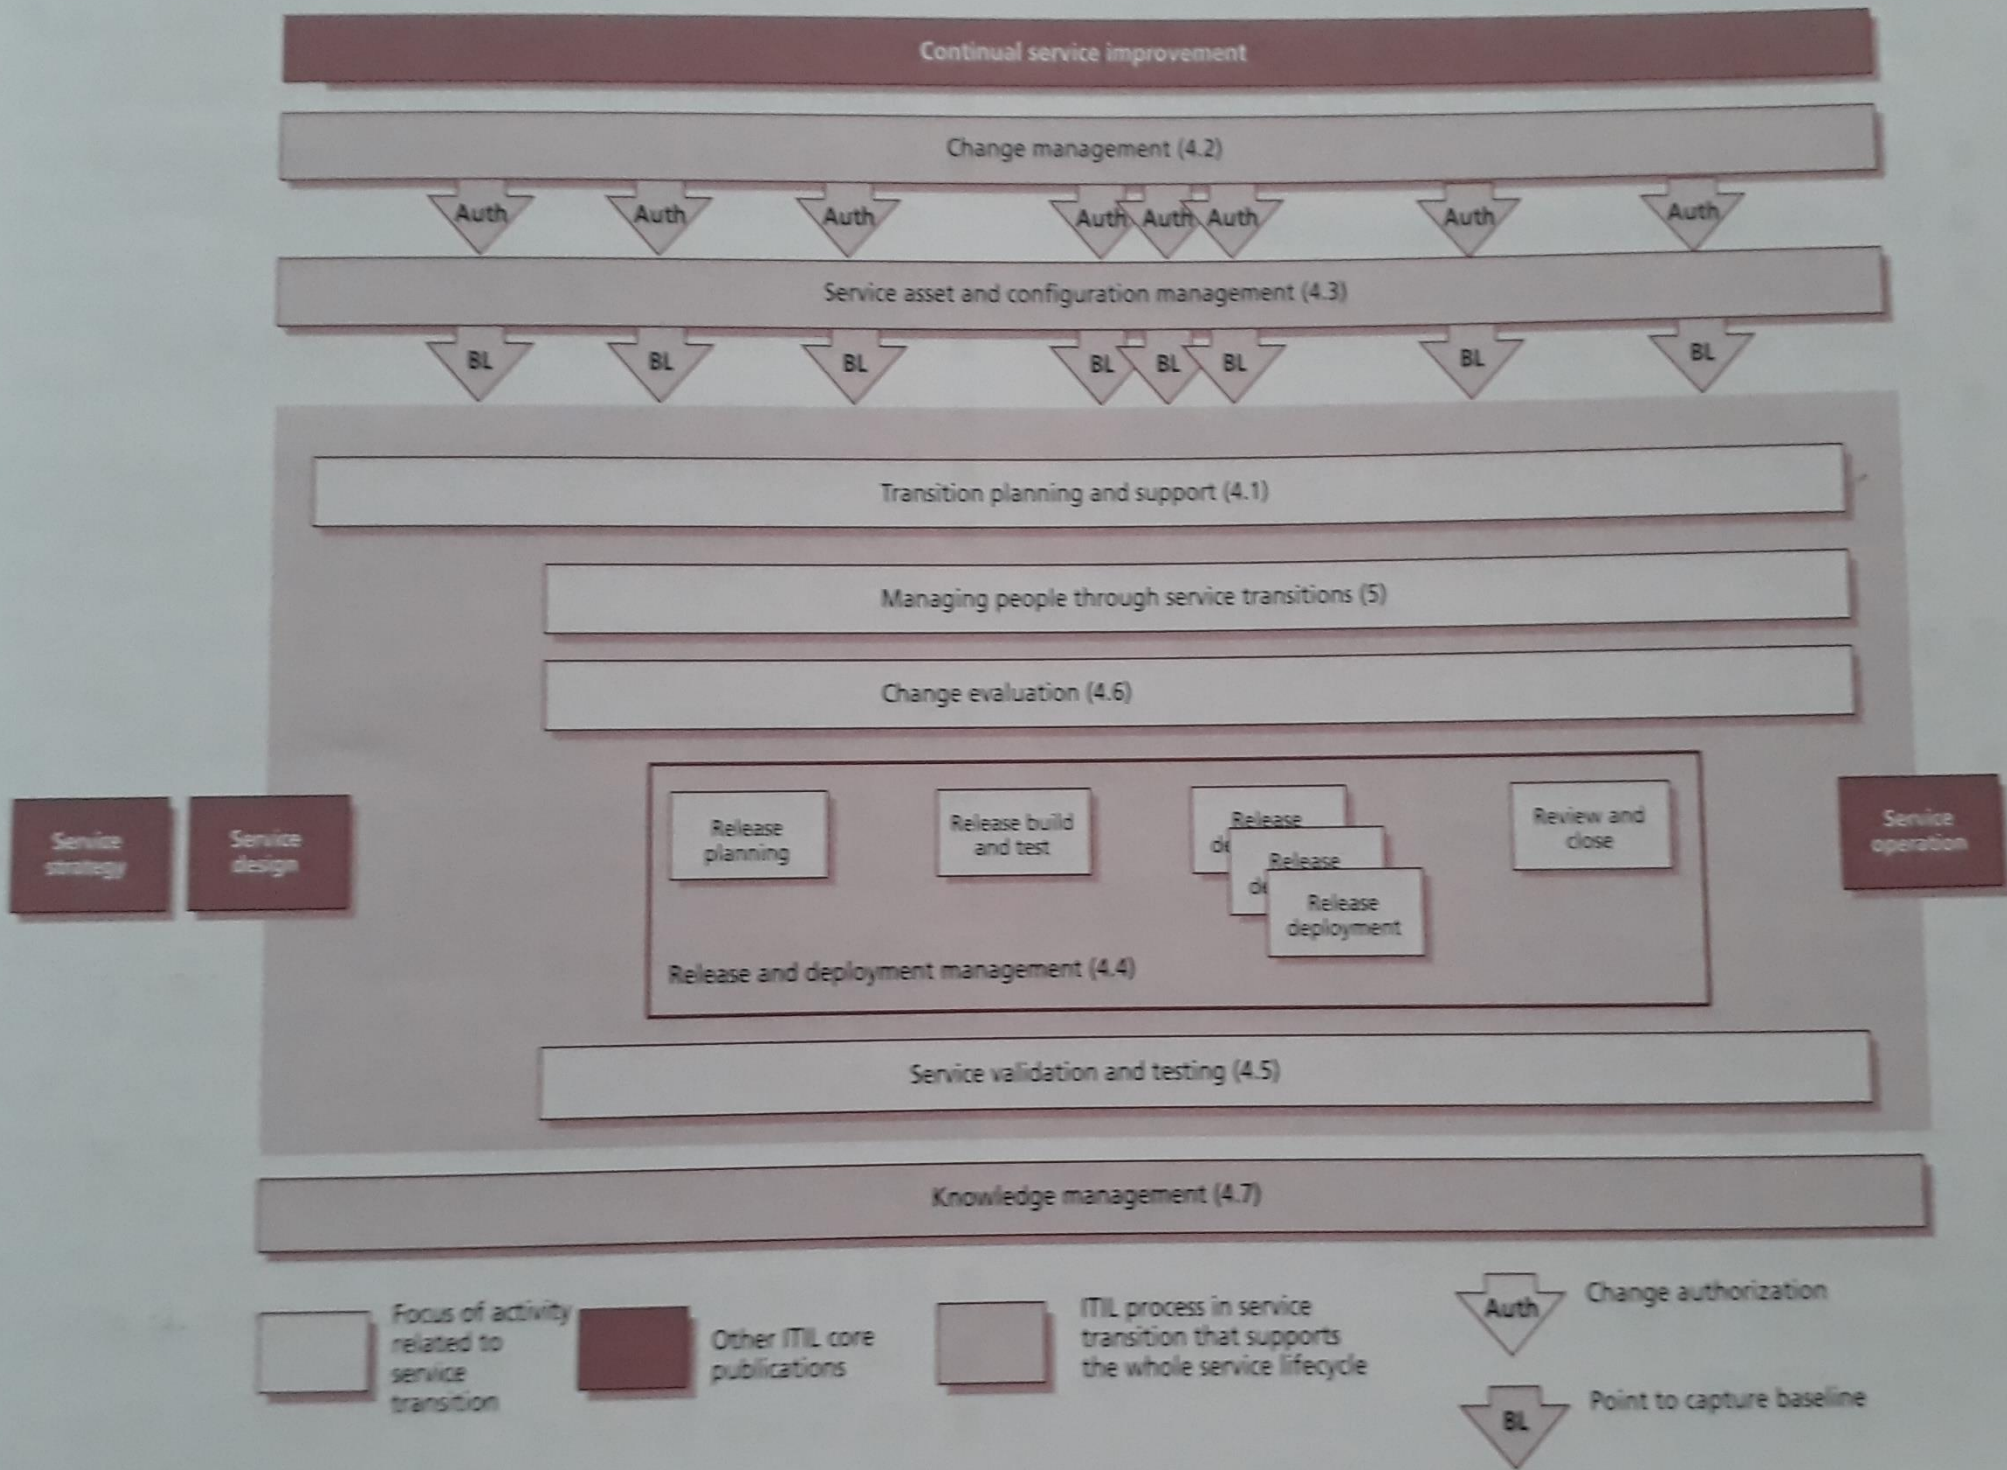 Continual service improvement
Change management (4.2)
Auth Auth Auth Auth Auth Auth Auth Auth
Service asset and configuration management (4.3)
BL BL BL BL BL BL BL BL
Transition planning and support (4.1)
Managing people through service transitions (5)
Change evaluation (4.6)
Service
strategy
Service
design
Release
planning
Release build
and test
Release
de
Release
de
Release
deployment
Review and
close
Release and deployment management (4.4)
Service
operation
Service validation and testing (4.5)
Knowledge management (4.7)
Focus of activity
related to
service
transition
Other ITIL core
publications
ITIL process in service
transition that supports
the whole service lifecycle
Auth
Change authorization
BL
Point to capture baseline